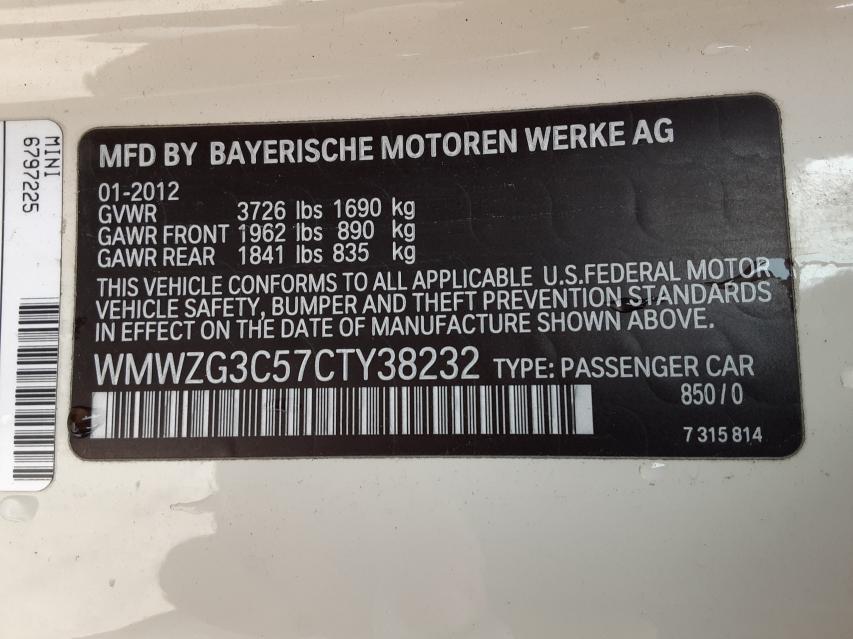 MINI
6797225
MFD BY BAYERISCHE MOTOREN WERKE AG
01-2012
GVWR 3726 lbs 1690 kg
GAWR FRONT 1962 lbs 890 kg
GAWR REAR 1841 lbs 835 kg
THIS VEHICLE CONFORMS TO ALL APPLICABLE U.S.FEDERAL MOTOR
VEHICLE SAFETY, BUMPER AND THEFT PREVENTION STANDARDS
IN EFFECT ON THE DATE OF MANUFACTURE SHOWN ABOVE.
WMWZG3C57CTY38232 TYPE: PASSENGER CAR
850/0
7 315 814